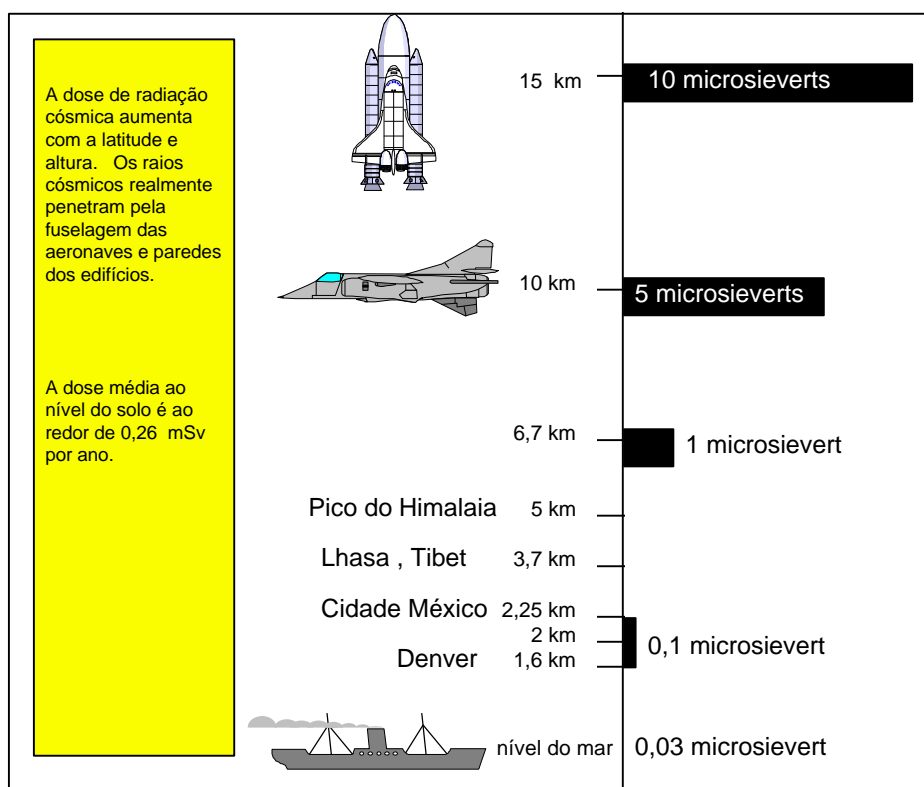 A dose de radiação
cósmica aumenta
com a latitude e
altura. Os raios
cósmicos realmente
penetram pela
fuselagem das
aeronaves e paredes
dos edifícios.
A dose média ao
nível do solo é ao
redor de 0,26 mSv
por ano.
15 km 10 microsieverts
10 km 5 microsieverts
6,7 km 1 microsievert
Pico do Himalaia 5 km
Lhasa , Tibet 3,7 km
Cidade México 2,25 km
2 km 0,1 microsievert
Denver 1,6 km
nível do mar 0,03 microsievert